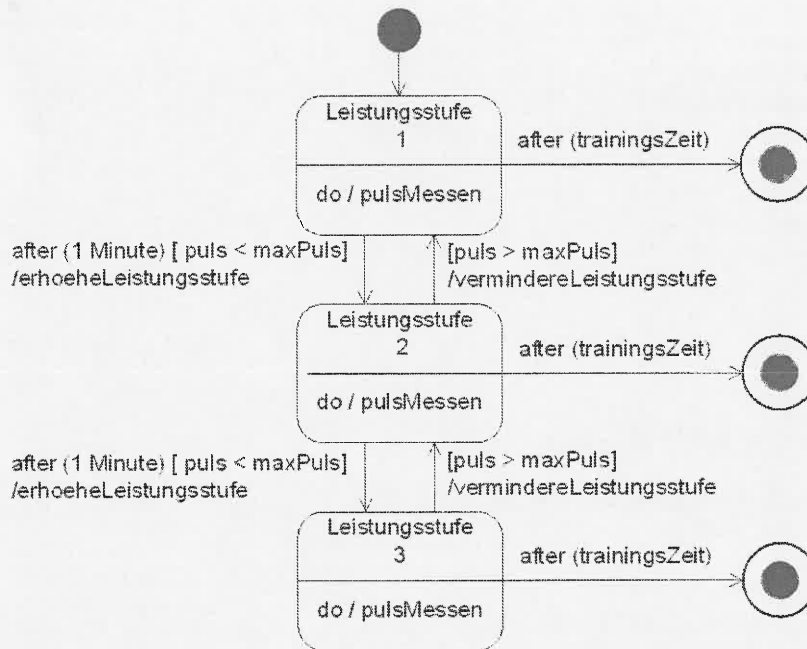 Leistungsstufe
1
after (trainingsZeit)
do / pulsMessen
after (1 Minute) [ puls < maxPuls]
/erhoeheLeistungsstufe
[puls > maxPuls]
/vermindereLeistungsstufe
Leistungsstufe
2
after (trainingsZeit)
do / pulsMessen
after (1 Minute) [ puls < maxPuls]
/erhoeheLeistungsstufe
[puls > maxPuls]
/vermindereLeistungsstufe
Leistungsstufe
3
after (trainingsZeit)
do / pulsMessen